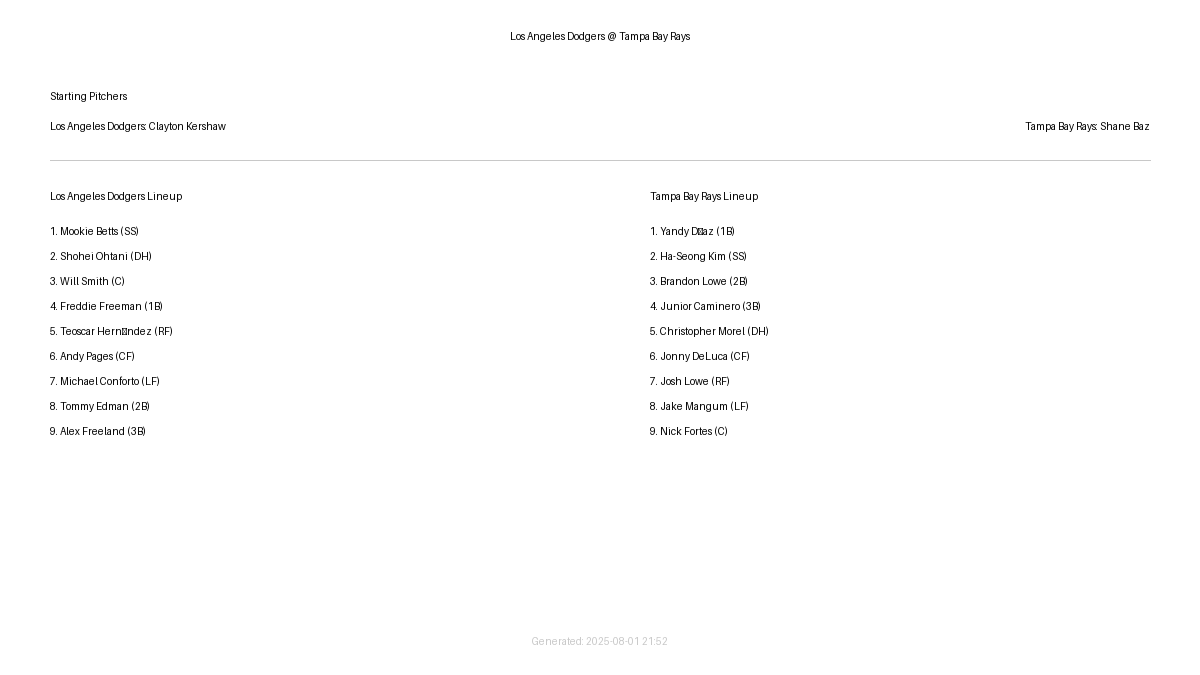 Los Angeles Dodgers @ Tampa Bay Rays
Starting Pitchers
Los Angeles Dodgers: Clayton Kershaw
Tampa Bay Rays: Shane Baz
Los Angeles Dodgers Lineup
1. Mookie Betts (SS)
2. Shohei Ohtani (DH)
3. Will Smith (C)
4. Freddie Freeman (1B)
5. Teoscar Hern▯ndez (RF)
6. Andy Pages (CF)
7. Michael Conforto (LF)
8. Tommy Edman (2B)
9. Alex Freeland (3B)
Tampa Bay Rays Lineup
1. Yandy D▯az (1B)
2. Ha-Seong Kim (SS)
3. Brandon Lowe (2B)
4. Junior Caminero (3B)
5. Christopher Morel (DH)
6. Jonny DeLuca (CF)
7. Josh Lowe (RF)
8. Jake Mangum (LF)
9. Nick Fortes (C)
Generated: 2025-08-01 21:52